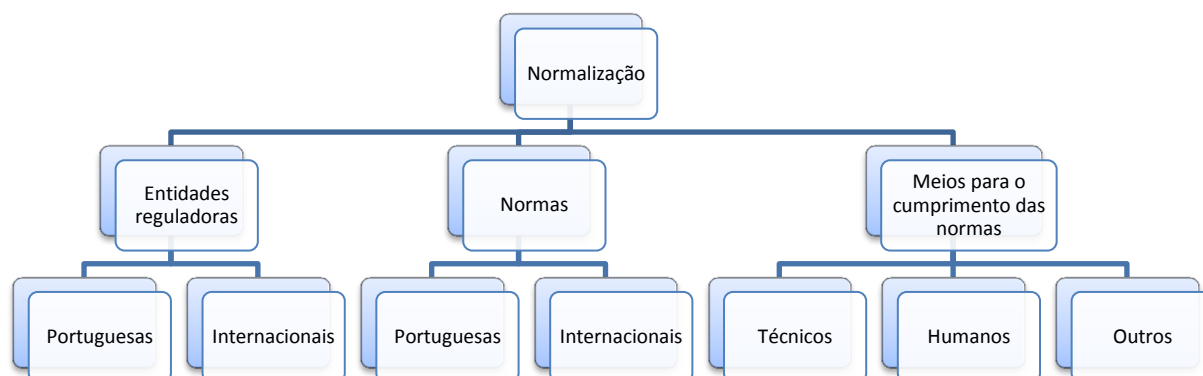 Normalização
Entidades
reguladoras
Normas
Meios para o
cumprimento das
normas
Portuguesas
Internacionais
Portuguesas
Internacionais
Técnicos
Humanos
Outros